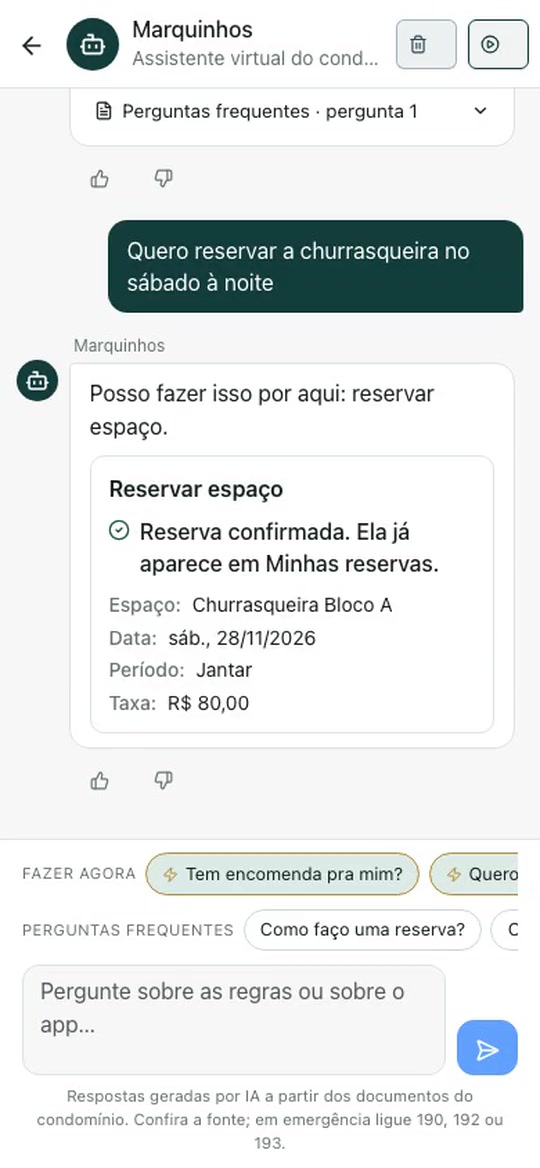 Marquinhos
Assistente virtual do cond...
Perguntas frequentes · pergunta 1
Quero reservar a churrasqueira no
sábado à noite
Marquinhos
Posso fazer isso por aqui: reservar
espaço.
Reservar espaço
Reserva confirmada. Ela já
aparece em Minhas reservas.
Espaço: Churrasqueira Bloco A
Data: sáb., 28/11/2026
Período: Jantar
Taxa: R$ 80,00
FAZER AGORA Tem encomenda pra mim? Quero
PERGUNTAS FREQUENTES Como faço uma reserva?
Pergunte sobre as regras ou sobre o
app...
Respostas geradas por IA a partir dos documentos do
condomínio. Confira a fonte; em emergência ligue 190, 192 ou
193.